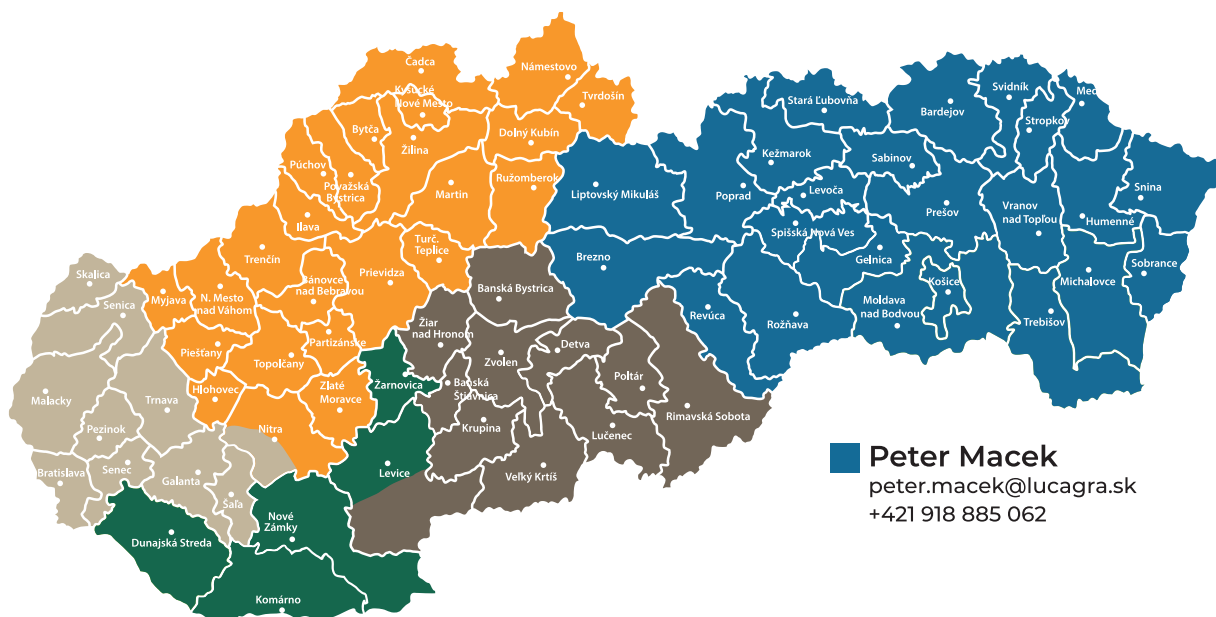 Čadca
Námestovo
Kysucké
Nové Mesto
Tvrdošín
Bytča
Žilina
Dolný Kubín
Púchov
Považská
Bystrica
Martin
Ružomberok
Ilava
Trenčín
Turč.
Teplice
Prievidza
Bánovce
nad Bebravou
Myjava
N. Mesto
nad Váhom
Partizánske
Piešťany
Topoľčany
Hlohovec
Zlaté
Moravce
Nitra
Skalica
Senica
Malacky
Trnava
Pezinok
Senec
Bratislava
Galanta
Šaľa
Dunajská Streda
Nové
Zámky
Komárno
Levice
Žarnovica
Banská Bystrica
Žiar
nad Hronom
Zvolen
Detva
Banská
Štiavnica
Krupina
Poltár
Lučenec
Veľký Krtíš
Rimavská Sobota
Liptovský Mikuláš
Brezno
Revúca
Rožňava
Poprad
Kežmarok
Stará Ľubovňa
Levoča
Spišská Nová Ves
Gelnica
Sabinov
Prešov
Bardejov
Svidník
Stropkov
Med
Snina
Humenné
Vranov
nad Topľou
Košice
Moldava
nad Bodvou
Trebišov
Michalovce
Sobrance
Peter Macek
peter.macek@lucagra.sk
+421 918 885 062